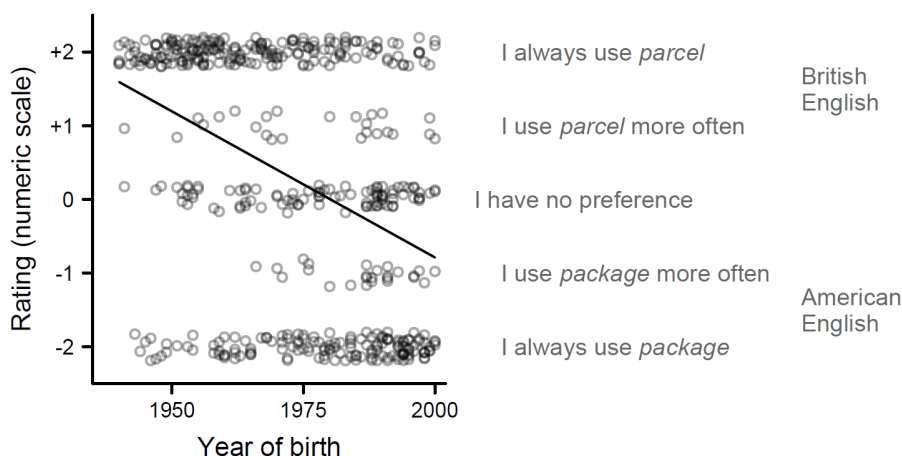 +2
+1
0
-1
-2
Rating (numeric scale)
1950
1975
2000
Year of birth
I always use parcel
I use parcel more often
I have no preference
I use package more often
I always use package
British
English
American
English